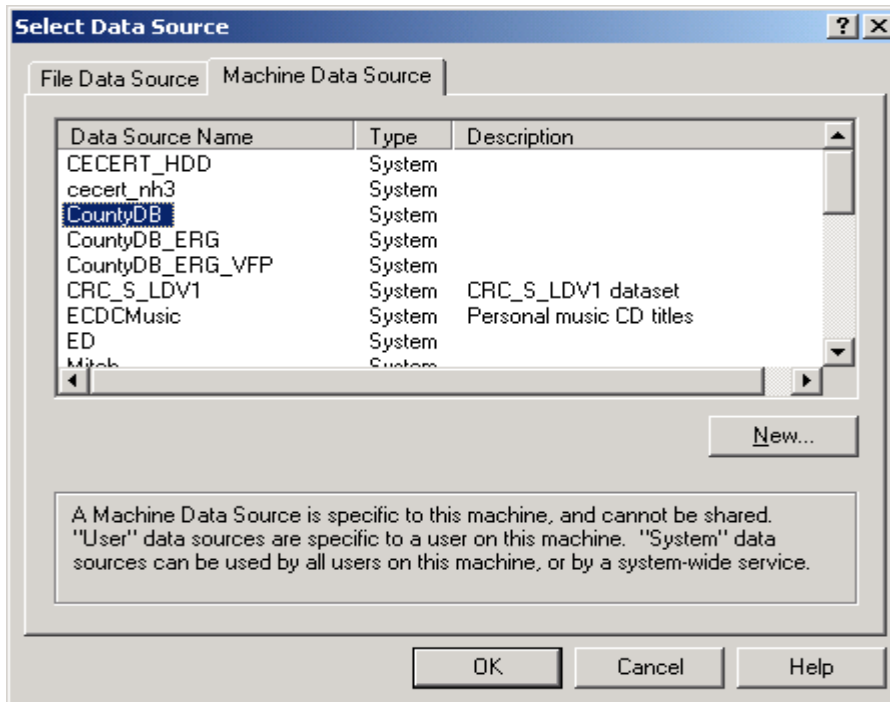 Select Data Source
File Data Source Machine Data Source
Data Source Name Type Description
CECERT_HDD System
cecert_nh3 System
CountyDB System
CountyDB_ERG System
CountyDB_ERG_VFP System
CRC_S_LDV1 System CRC_S_LDV1 dataset
ECDCMusic System Personal music CD titles
ED System
New...
A Machine Data Source is specific to this machine, and cannot be shared.
"User" data sources are specific to a user on this machine. "System" data
sources can be used by all users on this machine, or by a system-wide service.
OK Cancel Help